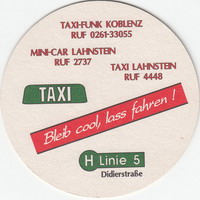 TAXI-FUNK KOBLENZ
RUF 0261-33055
MINI-CAR LAHNSTEIN
RUF 2737
TAXI LAHNSTEIN
RUF 4448
TAXI
Bleib cool, lass fahren !
H Linie 5
Didierstraße